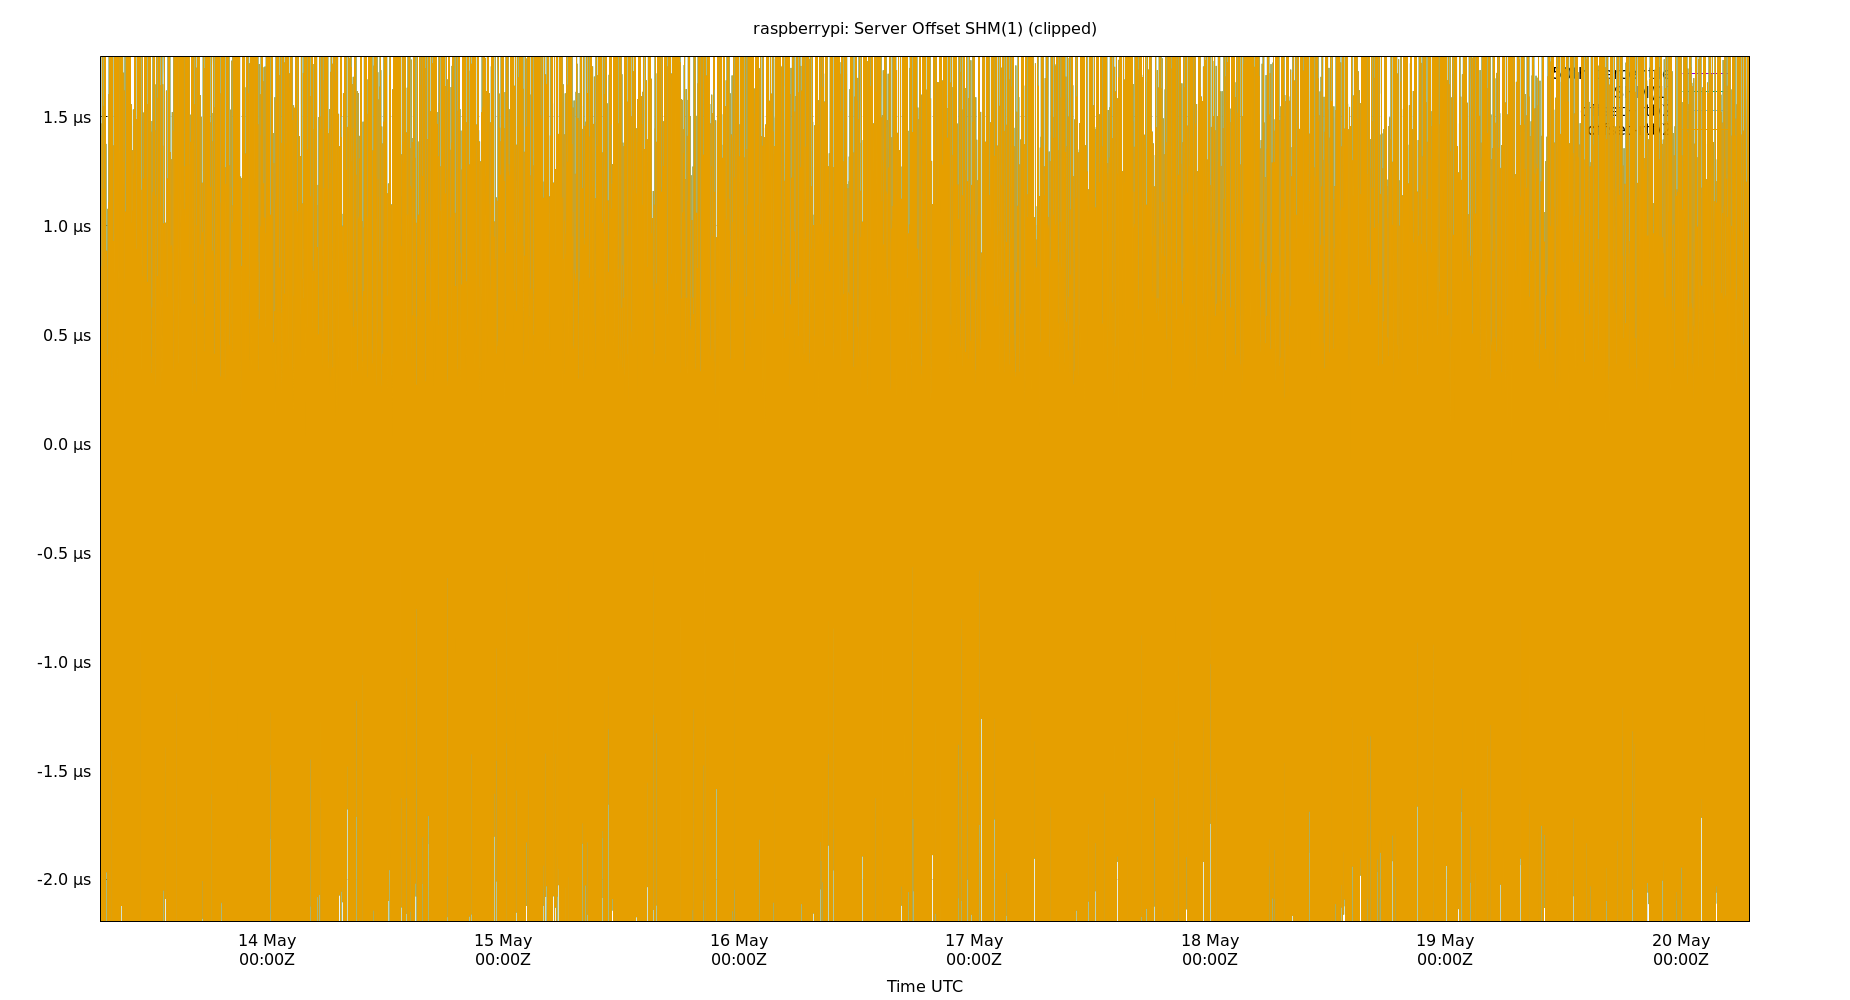 raspberrypi: Server Offset SHM(1) (clipped)
1.5 µs
1.0 µs
0.5 µs
0.0 µs
-0.5 µs
-1.0 µs
-1.5 µs
-2.0 µs
14 May 15 May 16 May 17 May 18 May 19 May 20 May
00:00Z 00:00Z 00:00Z 00:00Z 00:00Z 00:00Z 00:00Z
Time UTC